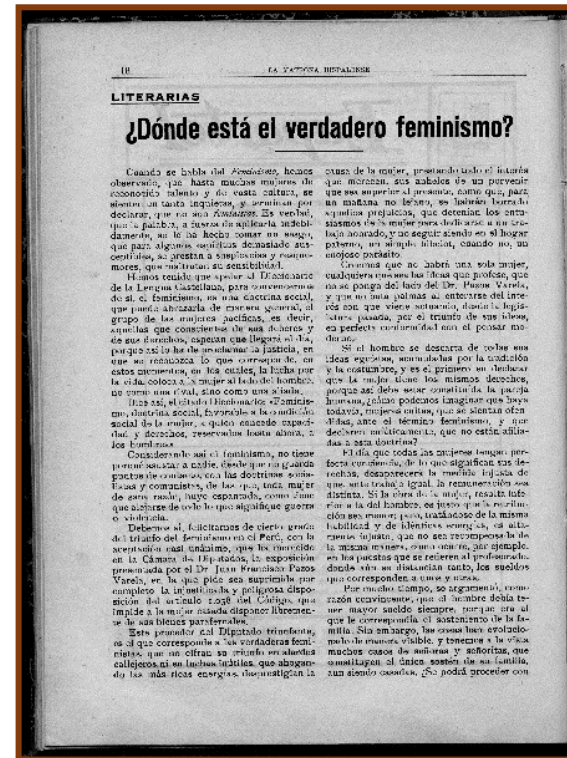 18
LA MATRONA HISPALENSE
LITERARIAS
¿Dónde está el verdadero feminismo?
Cuando se habla del Feminismo, hemos
observado, que hasta muchas mujeres de
reconocido talento y de vasta cultura, se
sienten un tanto inquietas, y terminan por
declarar, que no son feministas. Es verdad,
que la palabra, a fuerza de aplicarla indebi-
damente, se le ha hecho tomar un sesgo,
que para algunos espíritus demasiado sus-
ceptibles, se prestan a suspicacias y resque-
mores, que maltratan su sensibilidad.
Hemos tenido que apelar al Diccionario
de la Lengua Castellana, para convencernos
de si, el feminismo, es una doctrina social,
que puede abrazarla de manera general, el
grupo de las mujeres pacíficas, es decir,
aquellas que conscientes de sus deberes y
de sus derechos, esperan que llegará el día,
porque así lo ha de proclamar la justicia, en
que se reconozca lo que corresponde, en
estos momentos, en los cuales, la lucha por
la vida coloca a la mujer al lado del hombre,
no como una rival, sino como una aliada.
Dice así, el citado Diccionario: «Feminis-
mo, doctrina social, favorable a la condición
social de la mujer, a quien concede capaci-
dad y derechos, reservados hasta ahora, a
los hombres».
Considerando así el feminismo, no tiene
porqué asustar a nadie, desde que no guarda
puntos de contacto, con las doctrinas socia-
listas y comunistas, de las que, toda mujer
de sana razón, huye espantada, como tiene
que alejarse de todo lo que signifique guerra
o violencia.
Debemos sí, felicitarnos de cierto grado
del triunfo del feminismo en el Perú, con la
aceptación casi unánime, que ha merecido
en la Cámara de Diputados, la exposición
presentada por el Dr. Juan Francisco Pazos
Varela, en la que pide sea suprimida por
completo la injustificada y peligrosa dispo-
sición del artículo 1.038 del Código, que
impide a la mujer casada disponer libremen-
te de sus bienes parafernales.
Este proceder del Diputado triunfante,
es el que corresponde a las verdaderas femi-
nistas, que no cifran su triunfo en alardes
callejeros ni en luchas inútiles, que ahogan-
do las más ricas energías, desprestigian la
causa de la mujer, prestando todo el interés
que merecen, sus anhelos de un porvenir
que sea superior al presente, como que, para
un mañana no lejano, se habrán borrado
aquellos prejuicios, que detenían los entu-
siasmos de la mujer para dedicarse a un tra-
bajo honrado, y no seguir siendo en el hogar
paterno, un simple bibelot, cuando no, un
enojoso parásito.
Creemos que no habrá una sola mujer,
cualquiera que sea las ideas que profese, que
no se ponga del lado del Dr. Pazos Varela,
y que no bata palmas al enterarse del inte-
rés con que viene actuando, desde la legis-
latura pasada, por el triunfo de sus ideas,
en perfecta conformidad con el pensar mo-
derno.
Si el hombre se descarta de todas sus
ideas egoístas, acumuladas por la tradición
y la costumbre, y es el primero en declarar
que la mujer tiene los mismos derechos,
porque así debe estar constituida la pareja
humana, ¿cómo podemos imaginar que haya
todavía, mujeres cultas, que se sientan ofen-
didas, ante el término feminismo, y que
declaren enfáticamente, que no están afilia-
das a esta doctrina?
El día que todas las mujeres tengan per-
fecta conciencia, de lo que significan sus de-
rechos, desaparecerá la medida injusta de
que, ante trabajo igual, la remuneración sea
distinta. Si la obra de la mujer, resulta infe-
rior a la del hombre, es justo que la retribu-
ción sea menor; pero, tratándose de la misma
habilidad y de idénticas energías, es alta-
mente injusto, que no sea recompensada de
la misma manera, como ocurre, por ejemplo,
en los puestos que se refieren al profesorado,
donde aún se distancian tanto, los sueldos
que corresponden a unos y otras.
Por mucho tiempo, se argumentó, como
razón convincente, que el hombre debía te-
ner mayor sueldo siempre, porque era al
que le correspondía el sostenimiento de la fa-
milia. Sin embargo, las cosas han evolucio-
nado de manera visible, y tenemos a la vista
muchos casos de señoras y señoritas, que
constituyen el único sostén de su familia,
aun siendo casadas. ¿Se podrá proceder con